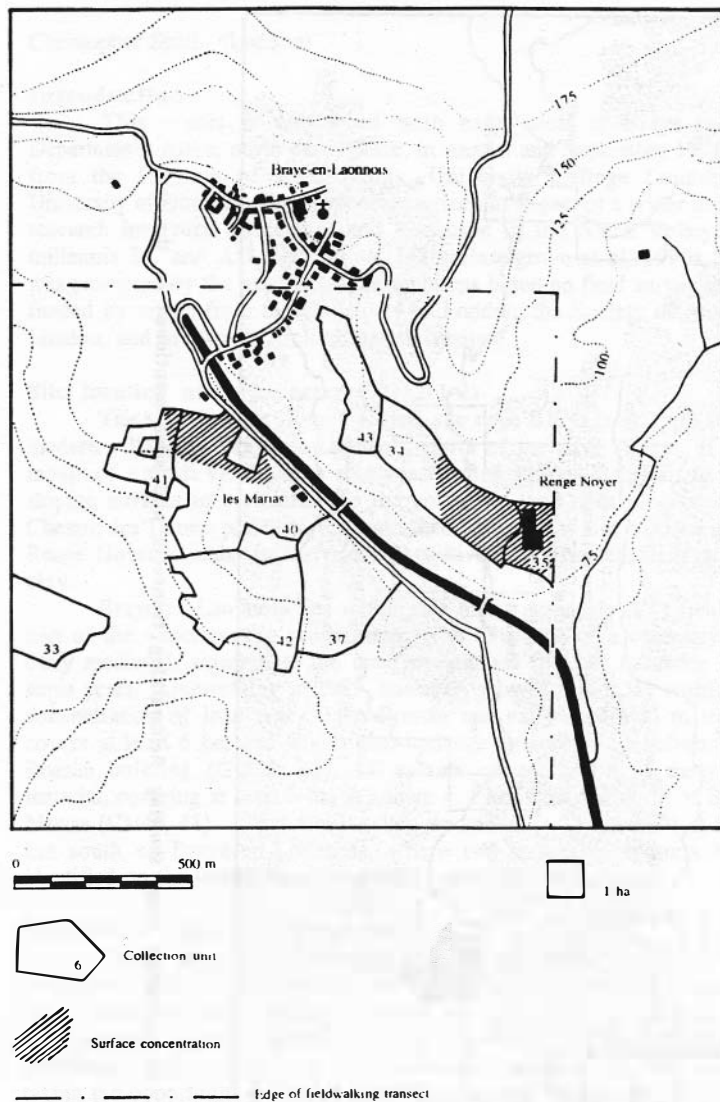 175
150
Braye-en-Laonnois
125
100
43
34
Renge Noyer
41
les Marias
40
35
75
33
42
37
0 500 m
1 ha
6
Collection unit
Surface concentration
Edge of fieldwalking transect